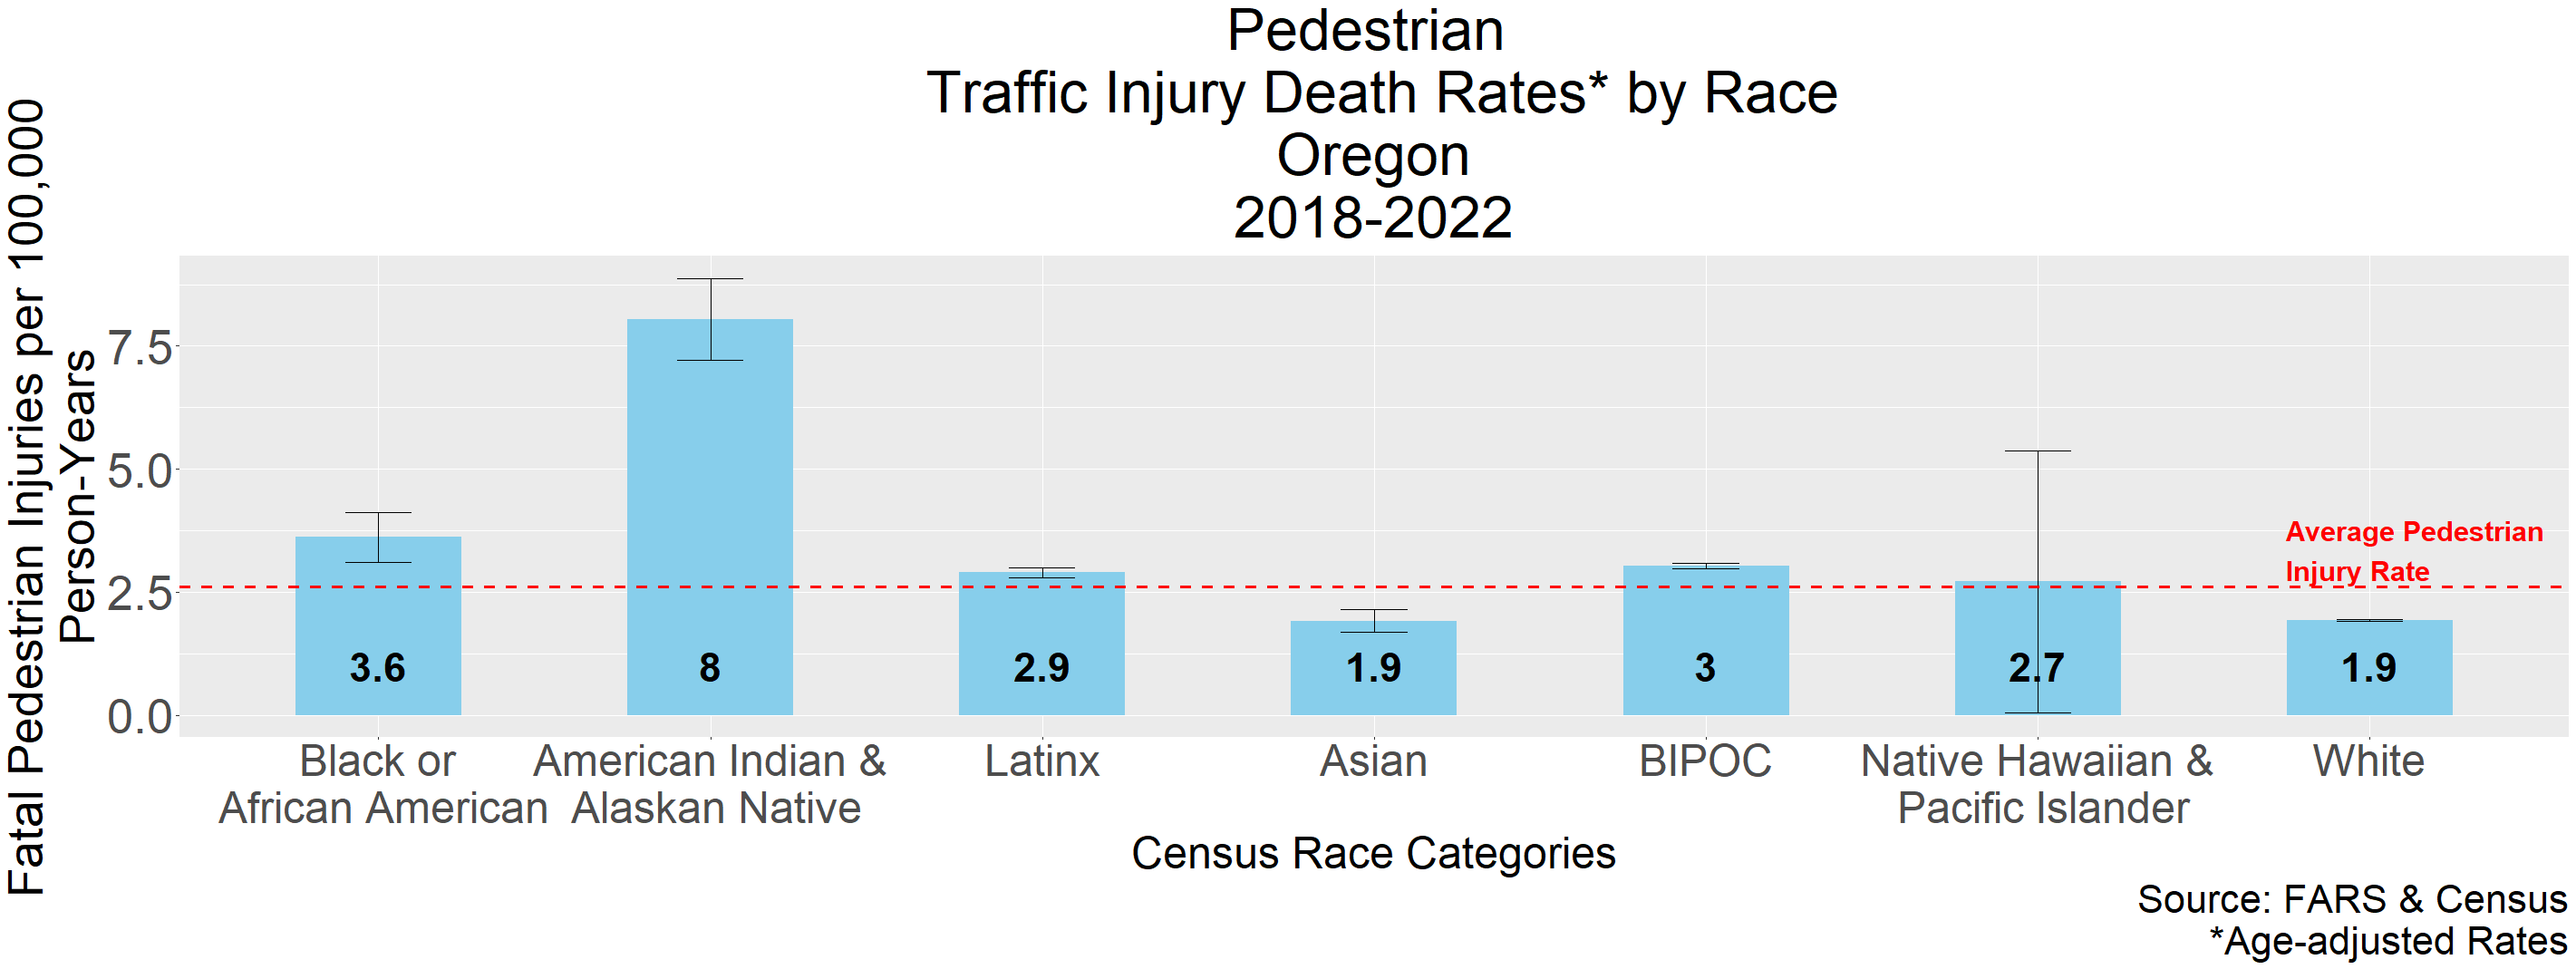 Pedestrian
Traffic Injury Death Rates* by Race
Oregon
2018-2022
Fatal Pedestrian Injuries per 100,000
Person-Years
7.5
5.0
2.5
0.0
Average Pedestrian
Injury Rate
3.6
8
2.9
1.9
3
2.7
1.9
Black or
African American
American Indian &
Alaskan Native
Latinx
Asian
BIPOC
Native Hawaiian &
Pacific Islander
White
Census Race Categories
Source: FARS & Census
*Age-adjusted Rates